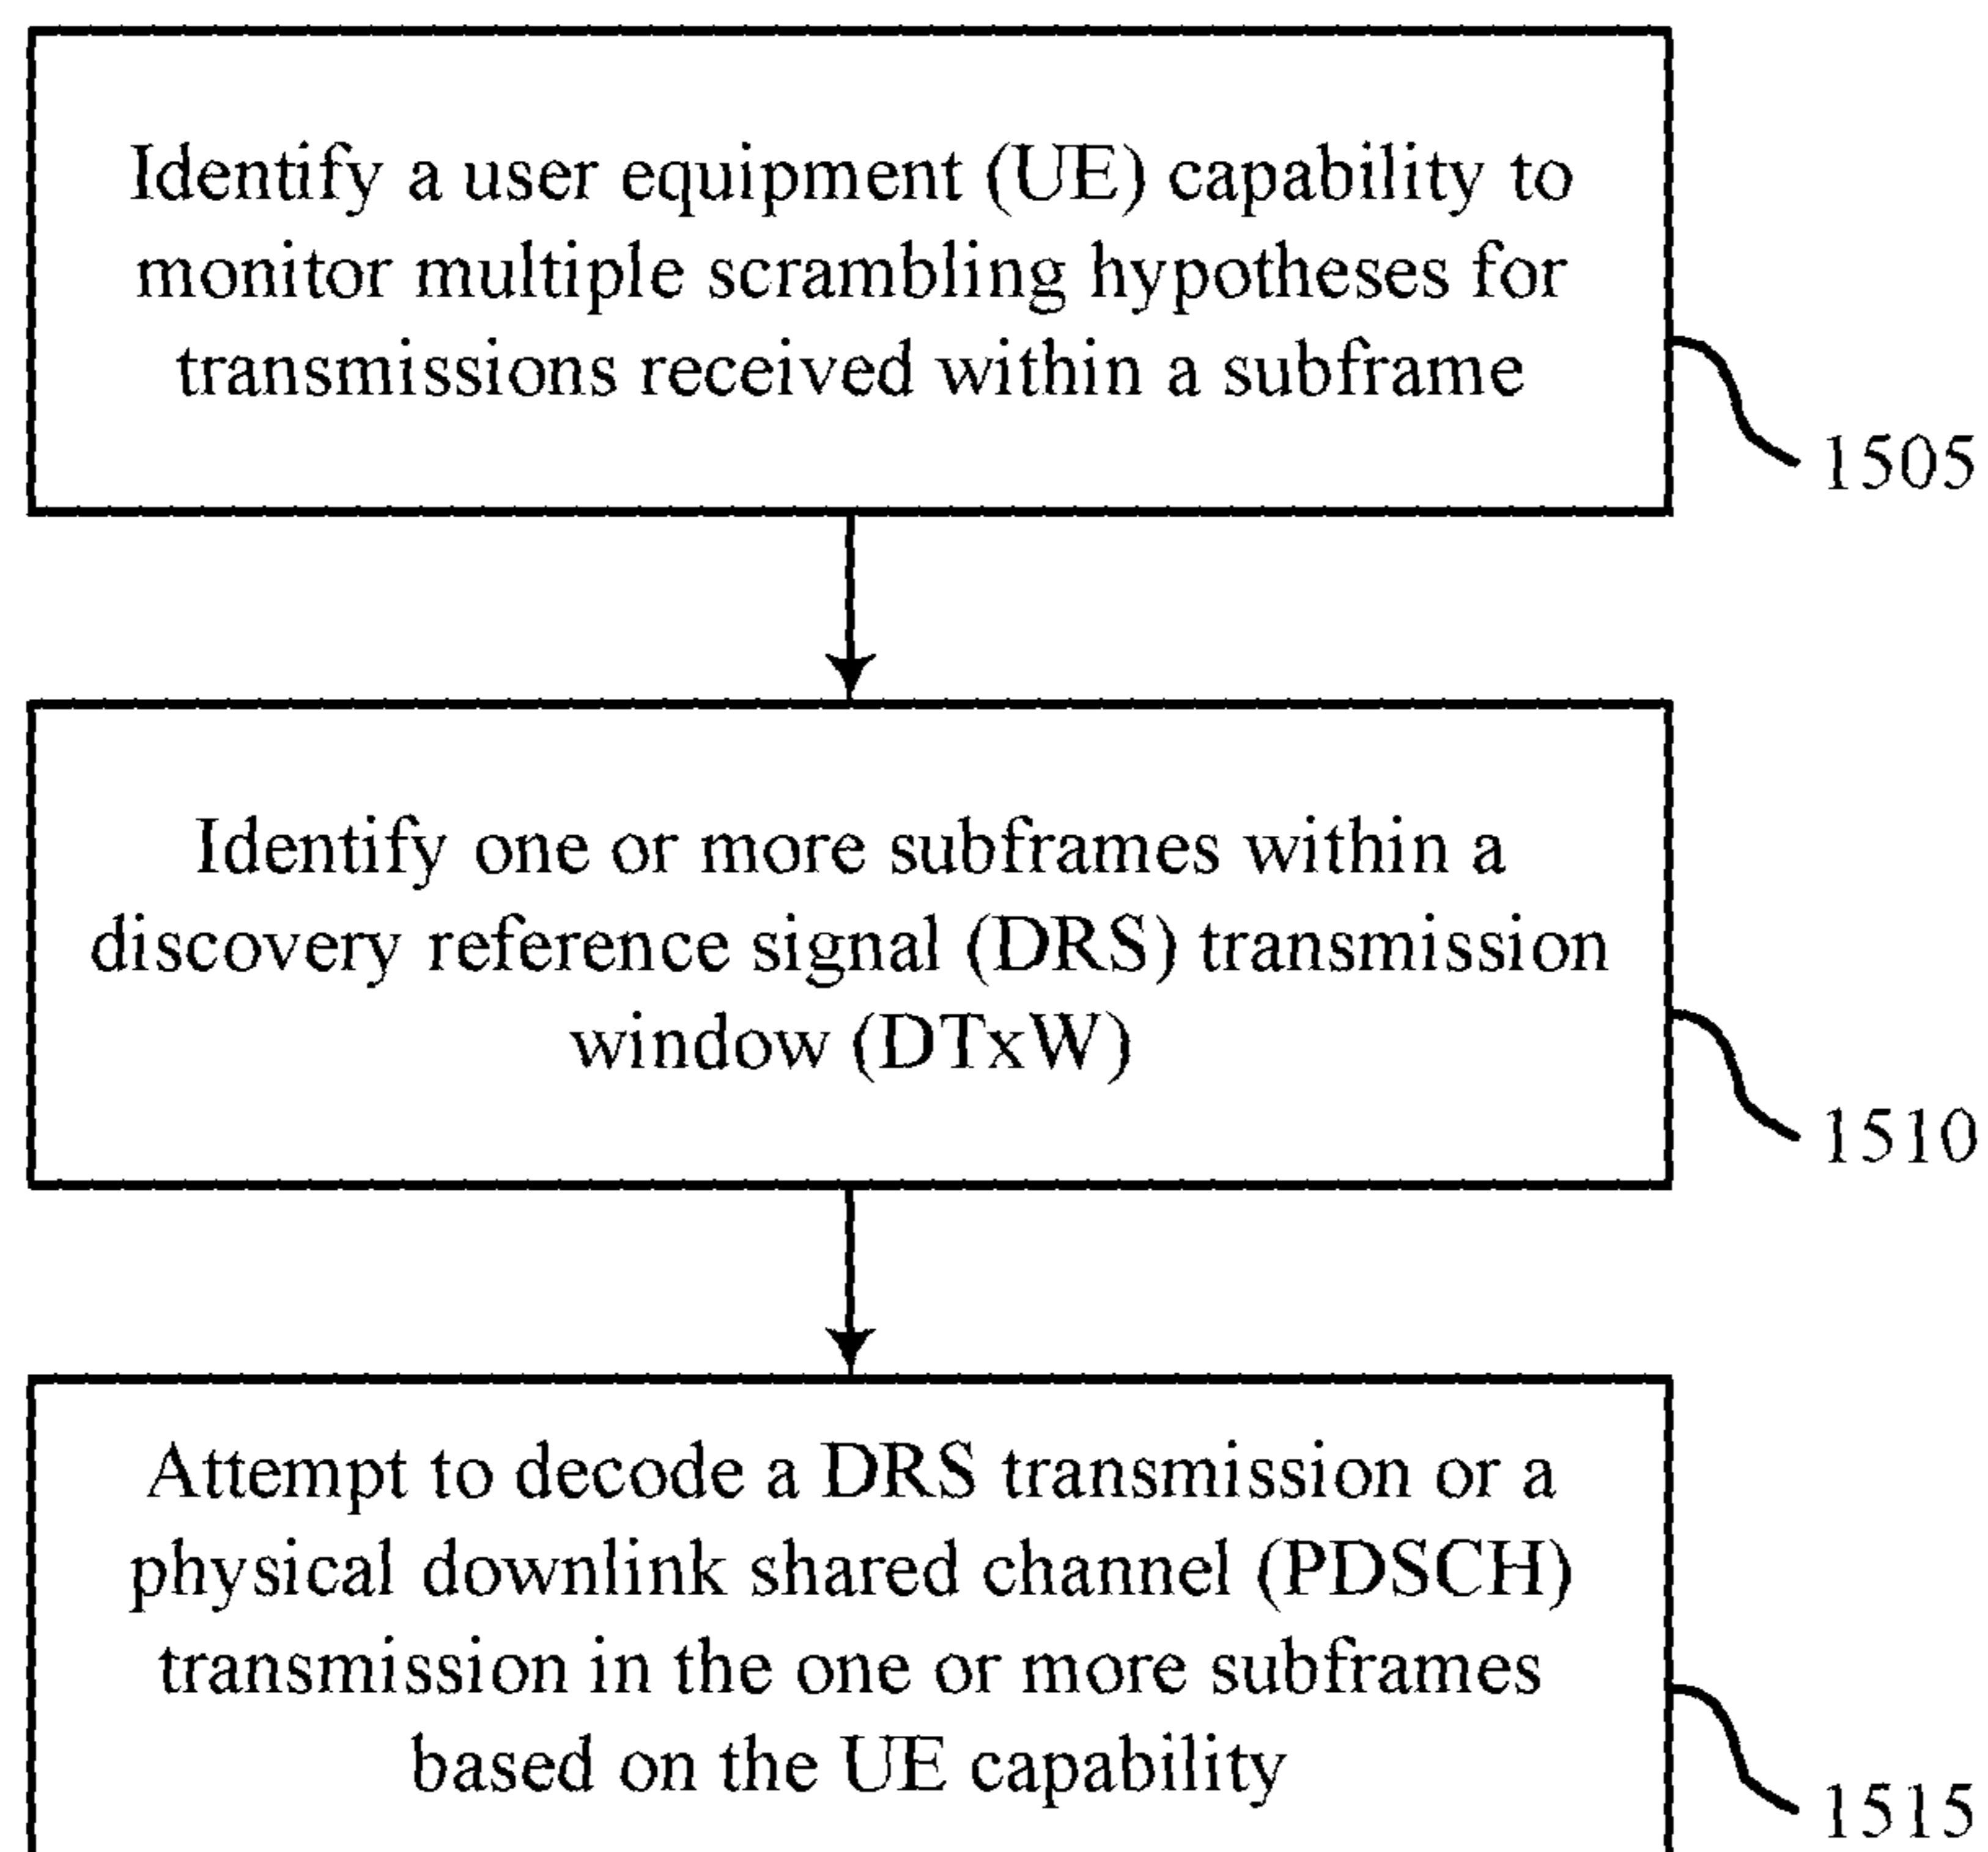 Identify a user equipment (UE) capability to
monitor multiple scrambling hypotheses for
transmissions received within a subframe
1505
Identify one or more subframes within a
discovery reference signal (DRS) transmission
window (DTxW)
1510
Attempt to decode a DRS transmission or a
physical downlink shared channel (PDSCH)
transmission in the one or more subframes
based on the UE capability
1515